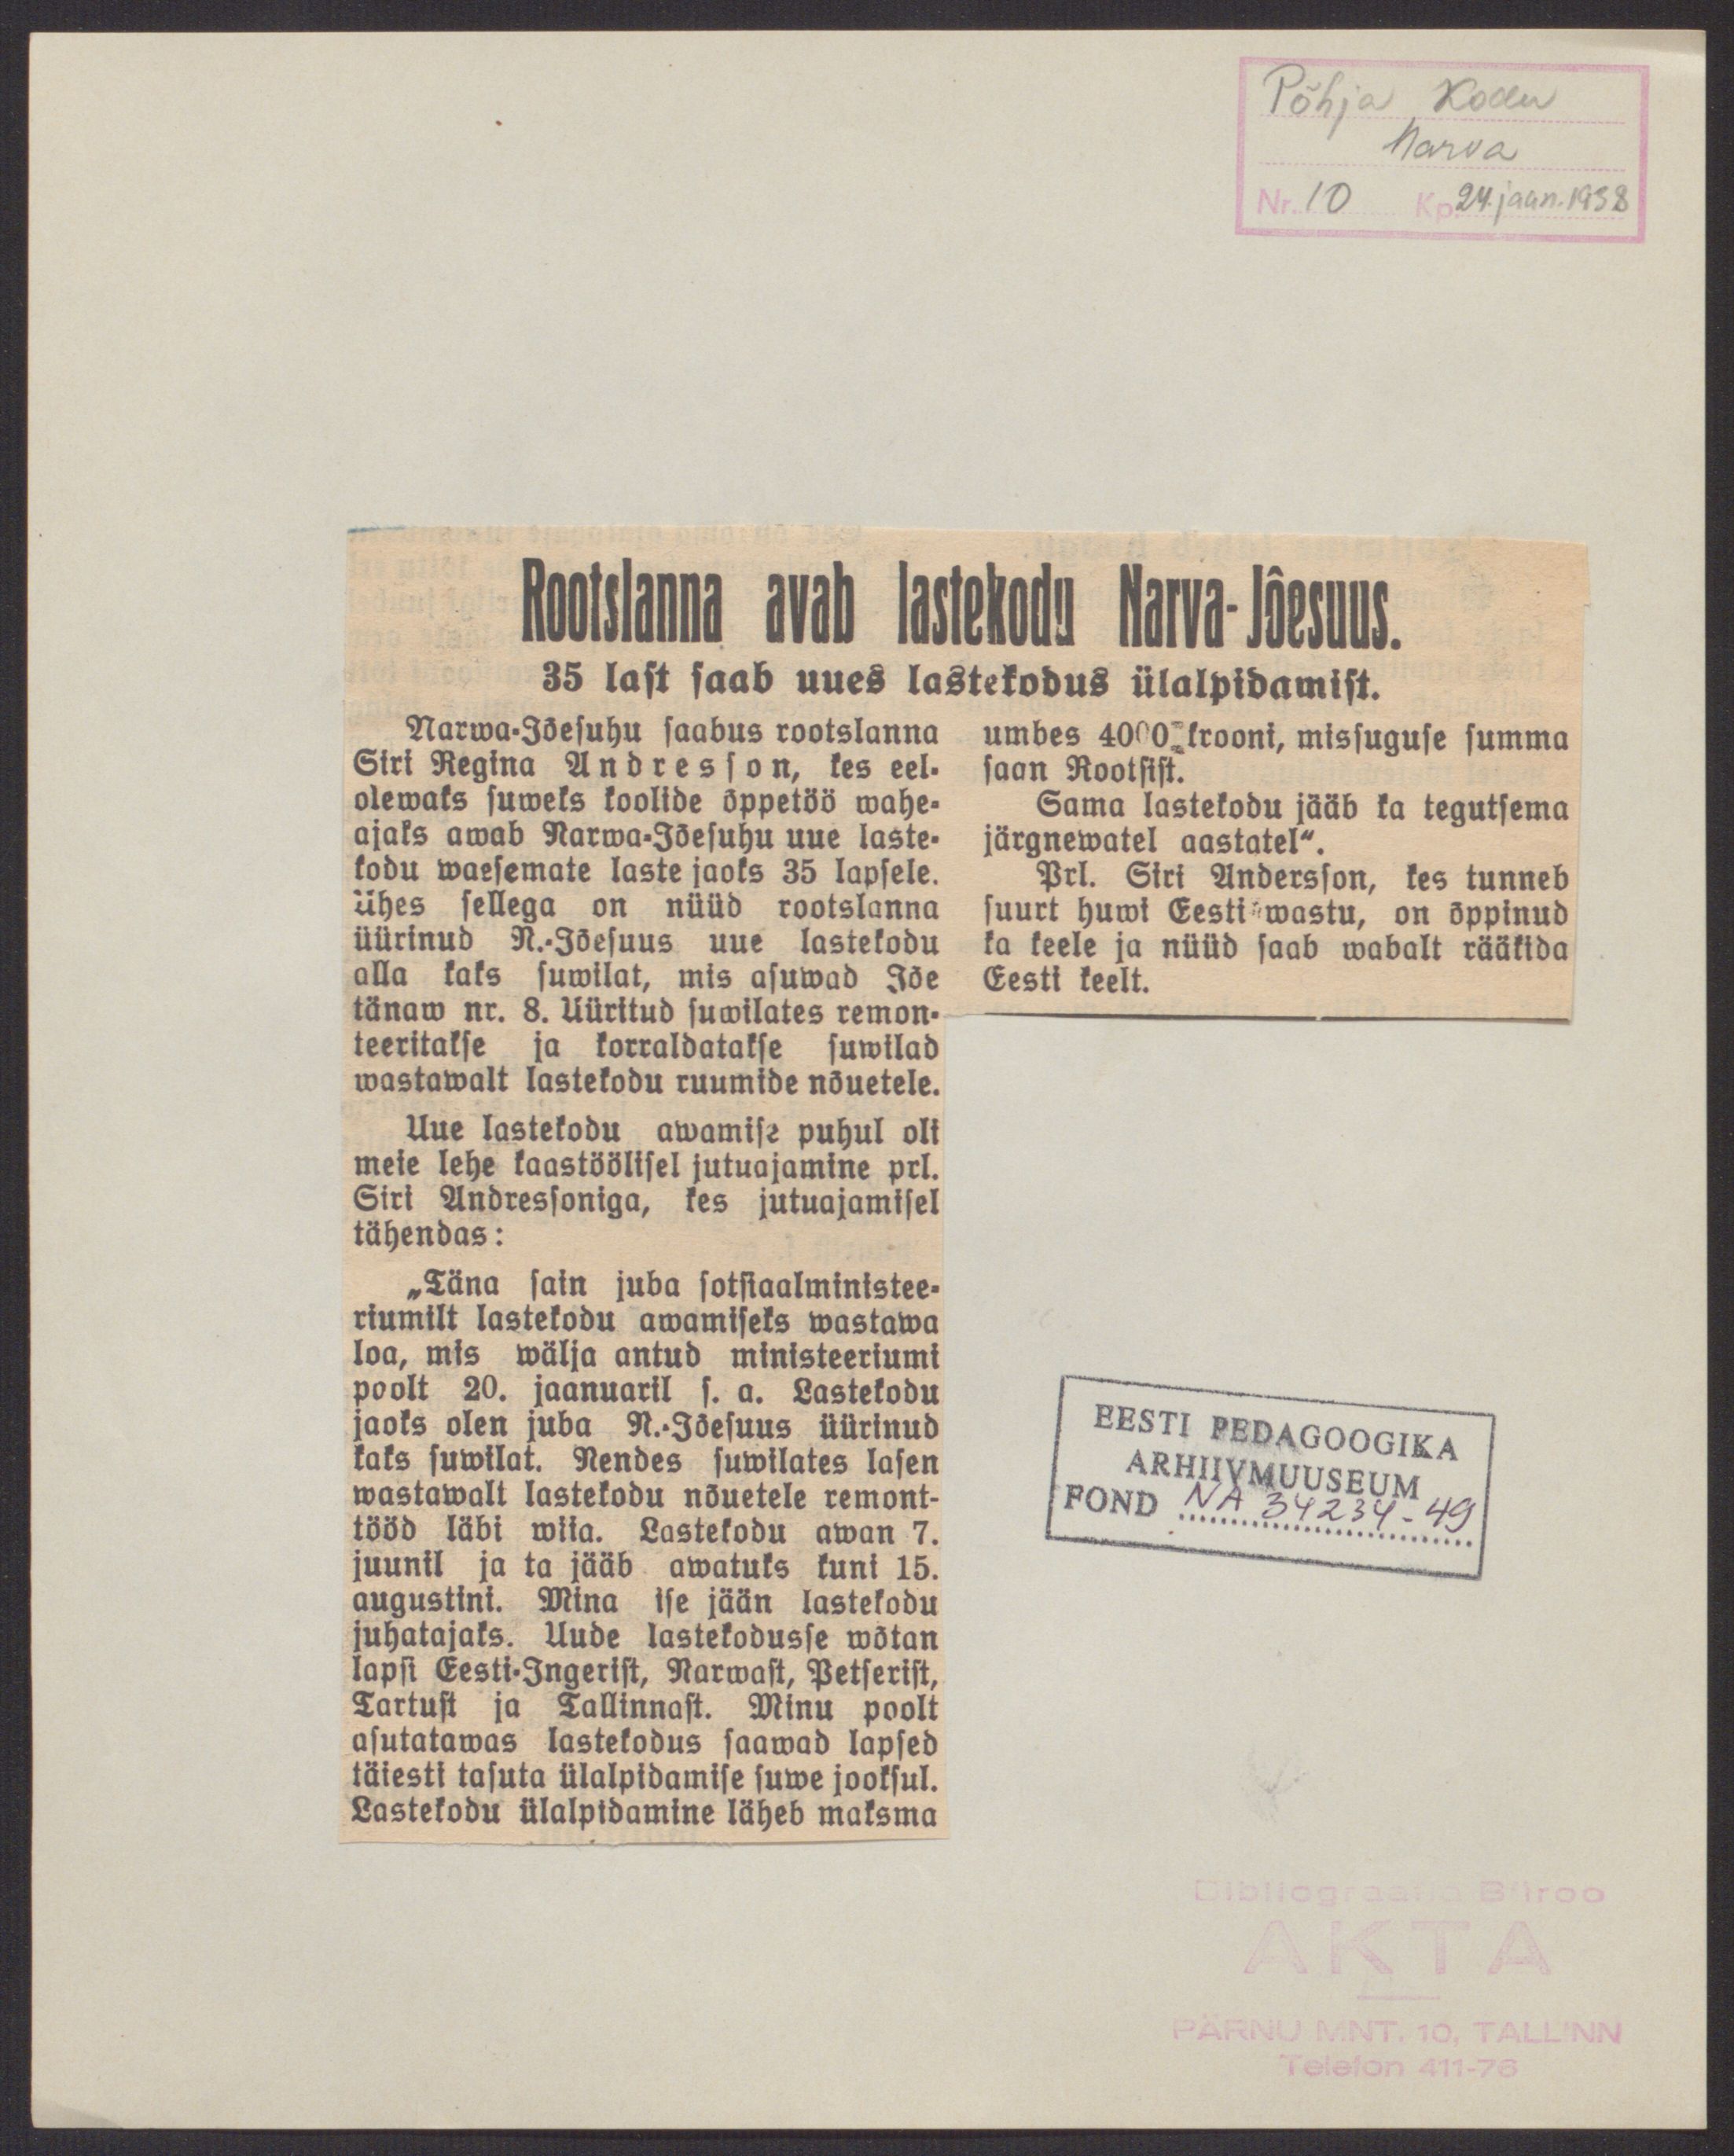 Põhja Kodu
Narva
Nr. 10 Kp. 24. jaan. 1938
Rootslanna avab lastekodu Narva-Jõesuus.
35 last saab uues lastekodus ülalpidamist.
Narwa-Jõesuhu saabus rootslanna
Siri Regina Andresson, kes eel-
olewaks suweks koolide õppetöö wahe-
ajaks awab Narwa-Jõesuhu uue laste-
kodu waesemate laste jaoks 35 lapsele.
Ühes sellega on nüüd rootslanna
üürinud N.-Jõesuus uue lastekodu
alla kaks suwilat, mis asuwad Jõe
tänaw nr. 8. Üüritud suwilates remon-
teeritakse ja korraldatakse suwilad
wastawalt lastekodu ruumide nõuetele.
Uue lastekodu awamise puhul oli
meie lehe kaastöölisel jutuajamine prl.
Siri Andressoniga, kes jutuajamisel
tähendas:
„Täna sain juba sotsiaalministee-
riumilt lastekodu awamiseks wastawa
loa, mis wälja antud ministeeriumi
poolt 20. jaanuaril s. a. Lastekodu
jaoks olen juba N.-Jõesuus üürinud
kaks suwilat. Nendes suwilates lasen
wastawalt lastekodu nõuetele remont-
tööd läbi wiia. Lastekodu awan 7.
juunil ja ta jääb awatuks kuni 15.
augustini. Mina ise jään lastekodu
juhatajaks. Uude lastekodusse wõtan
lapsi Eesti-Ingerist, Narwast, Petserist,
Tartust ja Tallinnast. Minu poolt
asutatawas lastekodus saawad lapsed
täiesti tasuta ülalpidamise suwe jooksul.
Lastekodu ülalpidamine läheb maksma
umbes 4000 krooni, missuguse summa
saan Rootsist.
Sama lastekodu jääb ka tegutsema
järgnewatel aastatel“.
Prl. Siri Andersson, kes tunneb
suurt huwi Eesti wastu, on õppinud
ka keele ja nüüd saab wabalt rääkida
Eesti keelt.
EESTI PEDAGOOGIKA
ARHIIVMUUSEUM
FOND NA 34234-49
Bibliograafia Büroo
AKTA
PÄRNU MNT. 10, TALLINN
Telefon 411-76